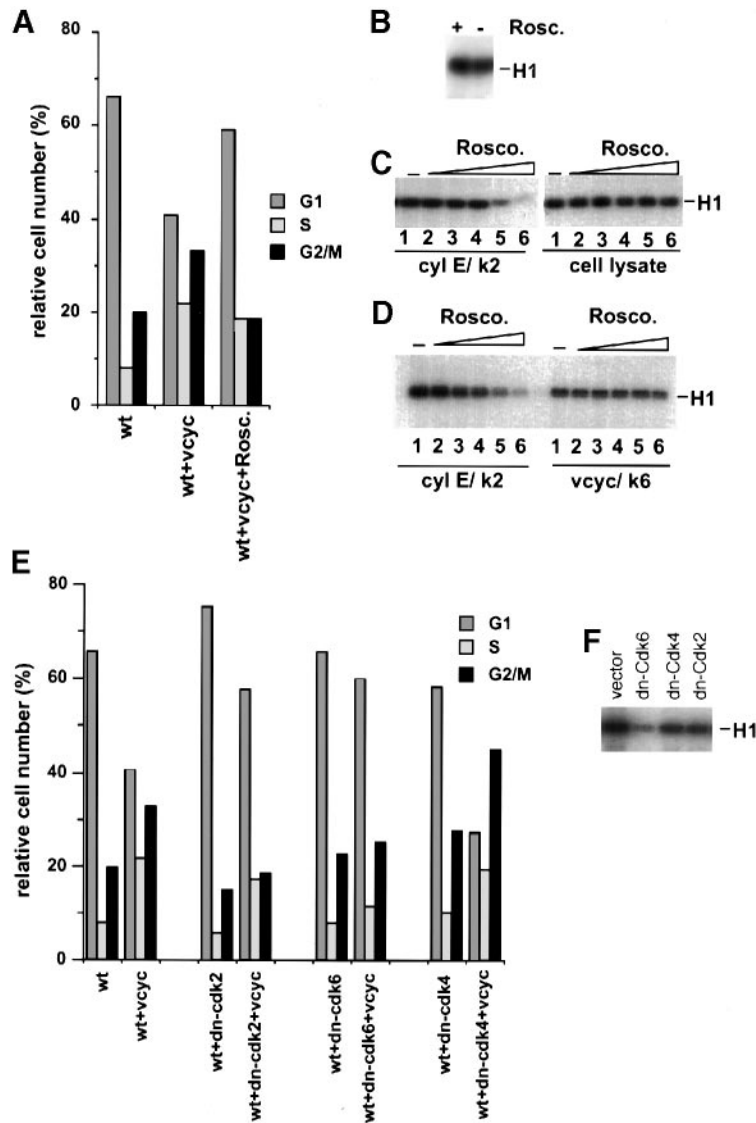 A
80
60
40
20
0
relative cell number (%)
G1
S
G2/M
wt
wt+vcyc
wt+vcyc+Rosc.
B
+ - Rosc.
H1
C
Rosco.
Rosco.
– –
H1
1 2 3 4 5 6 1 2 3 4 5 6
cyl E/ k2 cell lysate
D
Rosco. Rosco.
– –
H1
1 2 3 4 5 6 1 2 3 4 5 6
cyl E/ k2 vcyc/ k6
E
80
60
40
20
0
relative cell number (%)
G1
S
G2/M
wt
wt+vcyc
wt+dn-cdk2
wt+dn-cdk2+vcyc
wt+dn-cdk6
wt+dn-cdk6+vcyc
wt+dn-cdk4
wt+dn-cdk4+vcyc
F
vector
dn-Cdk6
dn-Cdk4
dn-Cdk2
H1